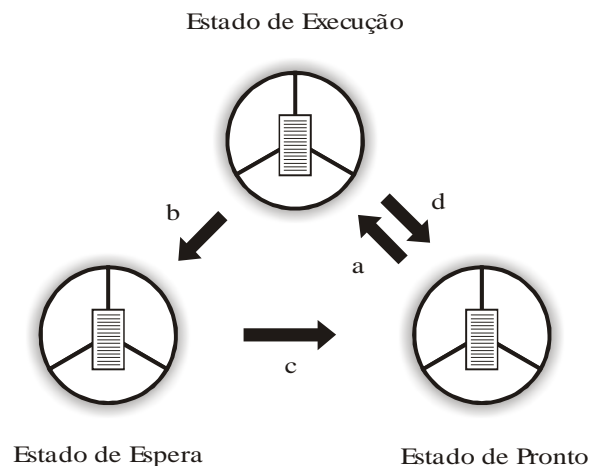 Estado de Execução
b
d
a
c
Estado de Espera
Estado de Pronto